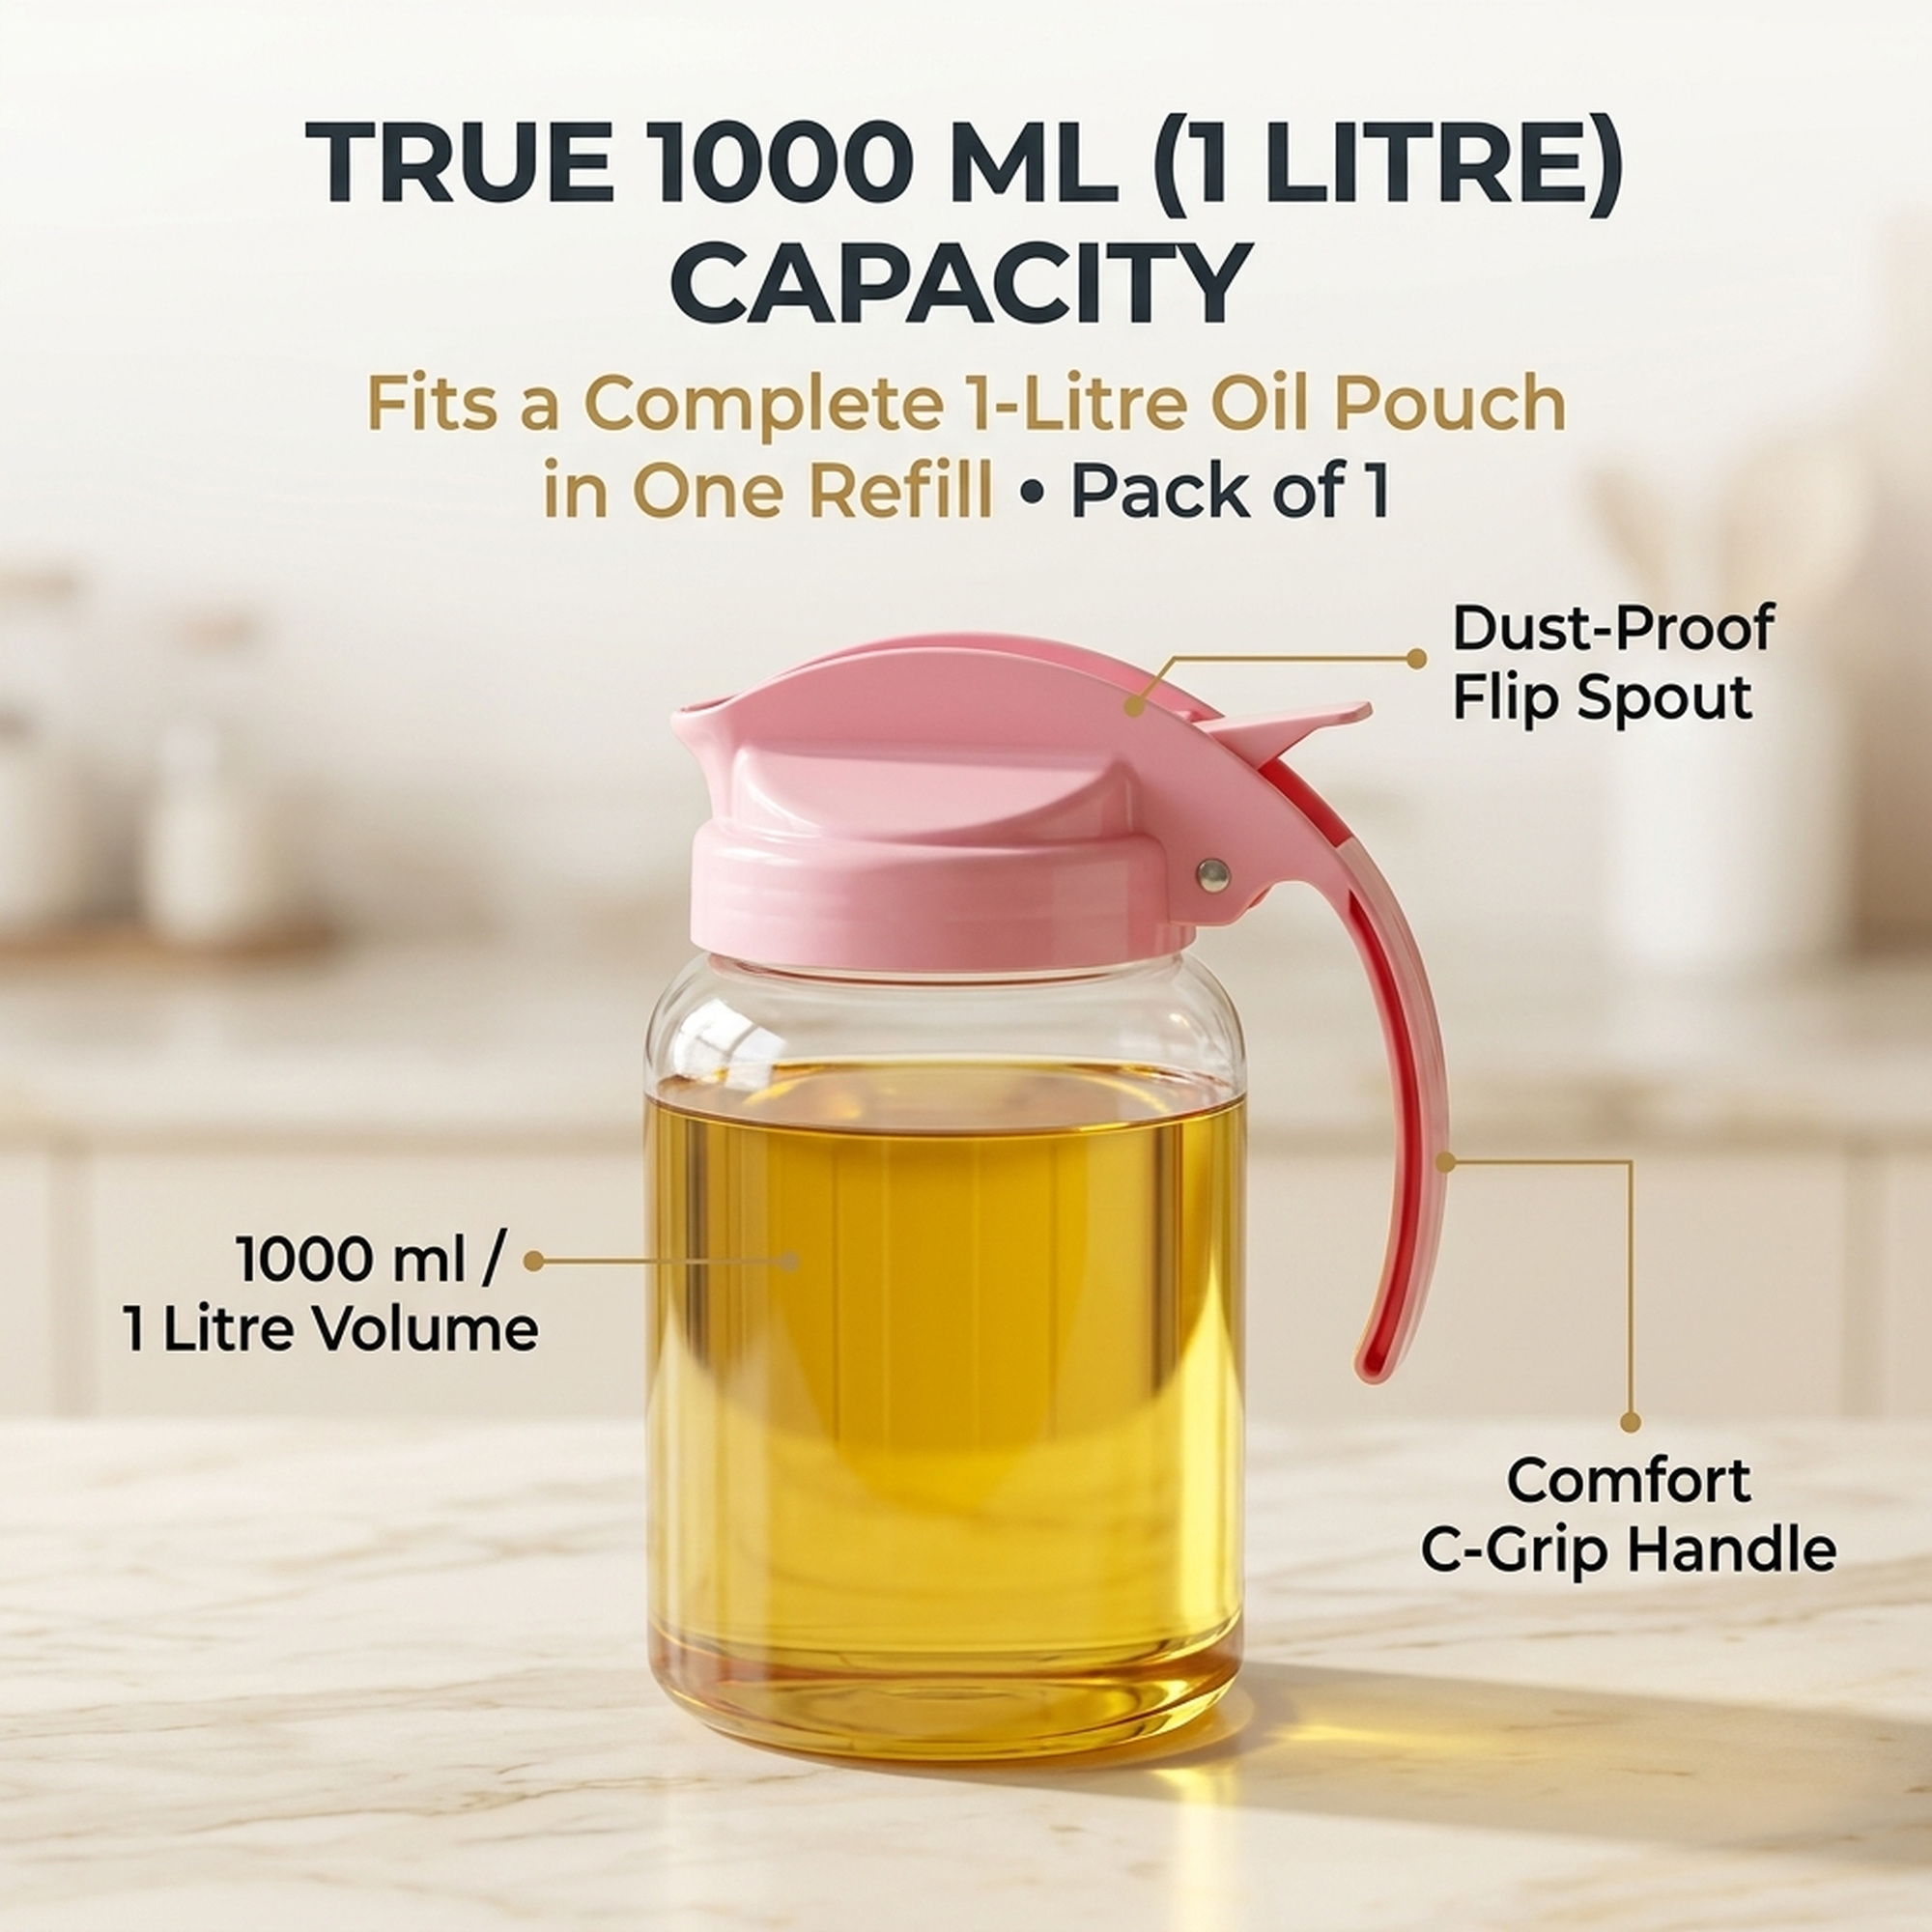 TRUE 1000 ML (1 LITRE)
CAPACITY
Fits a Complete 1-Litre Oil Pouch
in One Refill • Pack of 1
Dust-Proof
Flip Spout
1000 ml /
1 Litre Volume
Comfort
C-Grip Handle